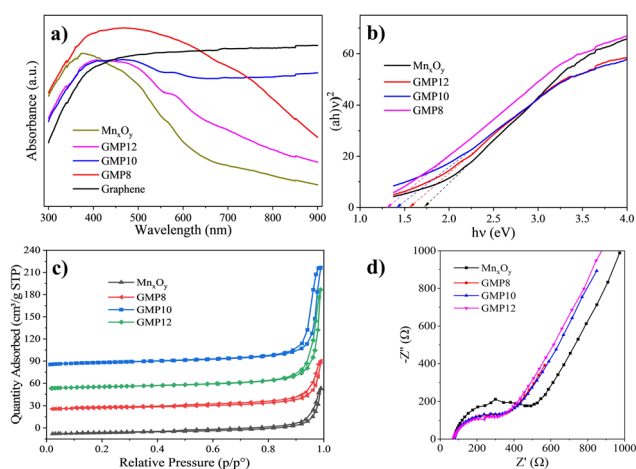 a)
Absorbance (a.u.)
MnxOy
GMP12
GMP10
GMP8
Graphene
300 400 500 600 700 800 900
Wavelength (nm)
b)
(ahν)²
60
40
20
0
MnxOy
GMP12
GMP10
GMP8
1.0 1.5 2.0 2.5 3.0 3.5 4.0
hν (eV)
c)
Quantity Adsorbed (cm³/g STP)
240
210
180
150
120
90
60
30
0
MnxOy
GMP8
GMP10
GMP12
0.0 0.2 0.4 0.6 0.8 1.0
Relative Pressure (p/p°)
d)
-Z'' (Ω)
1000
800
600
400
200
0
MnxOy
GMP8
GMP10
GMP12
0 200 400 600 800 1000
Z' (Ω)